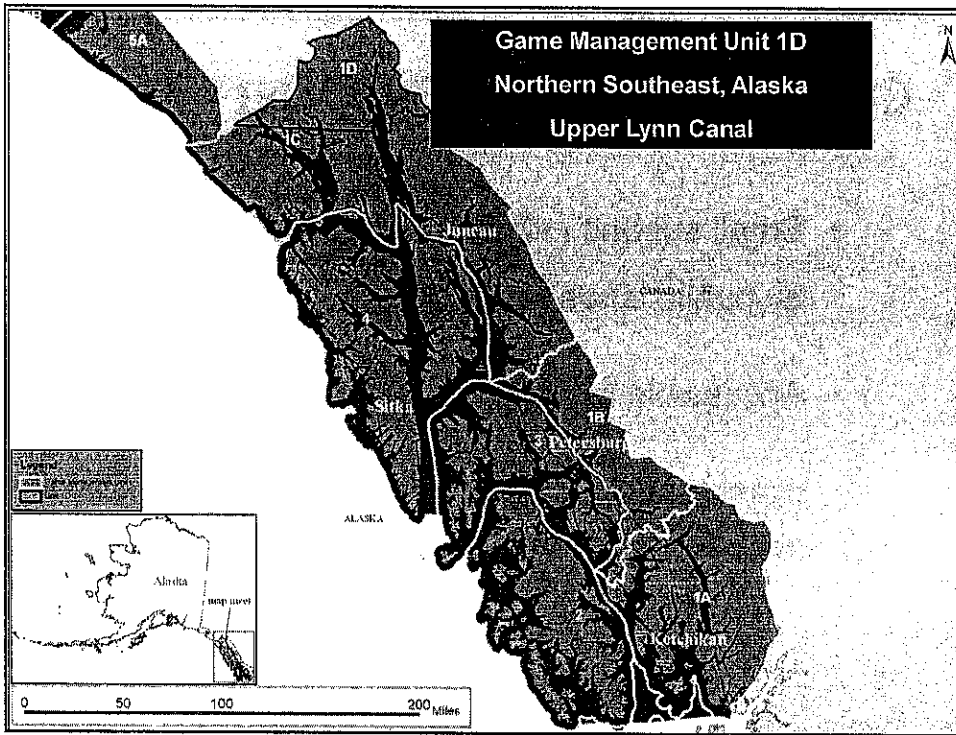 Game Management Unit 1D
Northern Southeast, Alaska
Upper Lynn Canal
N
5A
1D
1C
Juneau
CANADA
4
Sitka
1B
3
Petersburg
Legend
ALASKA
Alaska
map inset
1A
2
Ketchikan
0 50 100 200 Miles